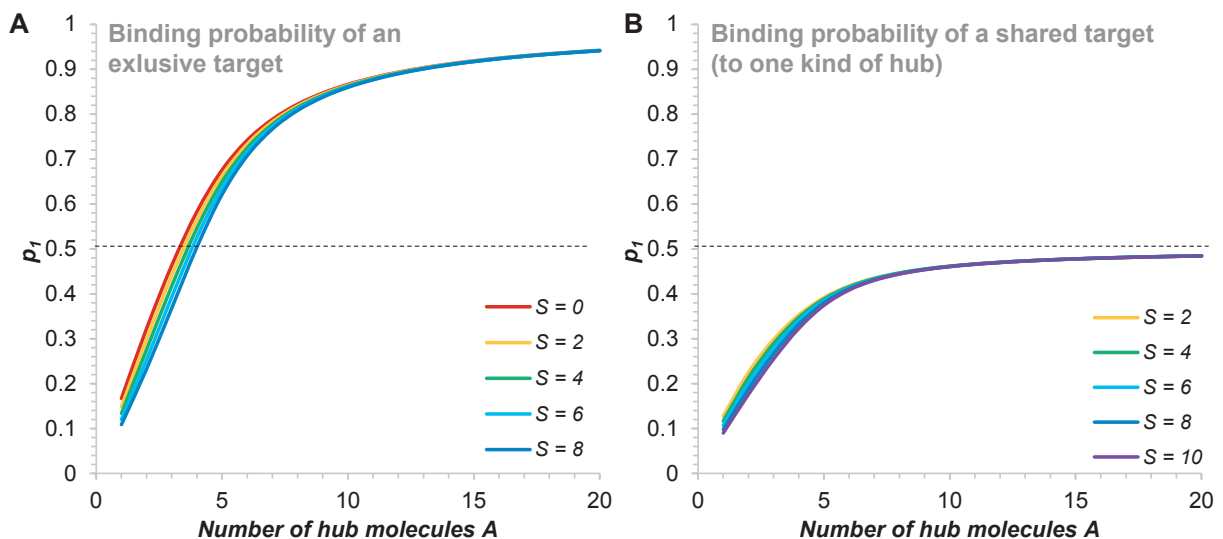 A
Binding probability of an
exlusive target
1
0.9
0.8
0.7
0.6
0.5
0.4
0.3
0.2
0.1
0
p1
S = 0
S = 2
S = 4
S = 6
S = 8
0 5 10 15 20
Number of hub molecules A
B
Binding probability of a shared target
(to one kind of hub)
1
0.9
0.8
0.7
0.6
0.5
0.4
0.3
0.2
0.1
0
p1
S = 2
S = 4
S = 6
S = 8
S = 10
0 5 10 15 20
Number of hub molecules A